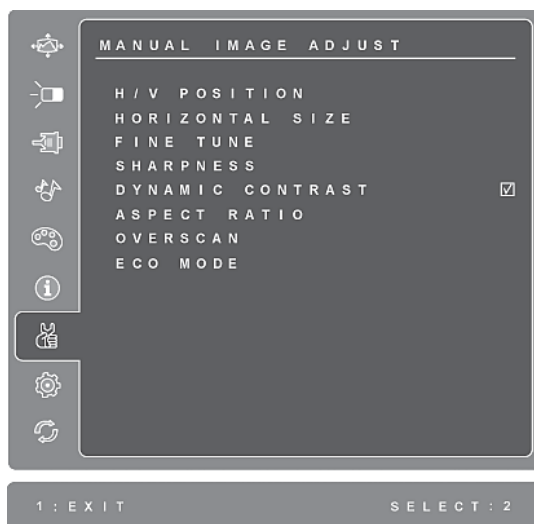 MANUAL IMAGE ADJUST
H/V POSITION
HORIZONTAL SIZE
FINE TUNE
SHARPNESS
DYNAMIC CONTRAST
ASPECT RATIO
OVERSCAN
ECO MODE
1:EXIT SELECT:2